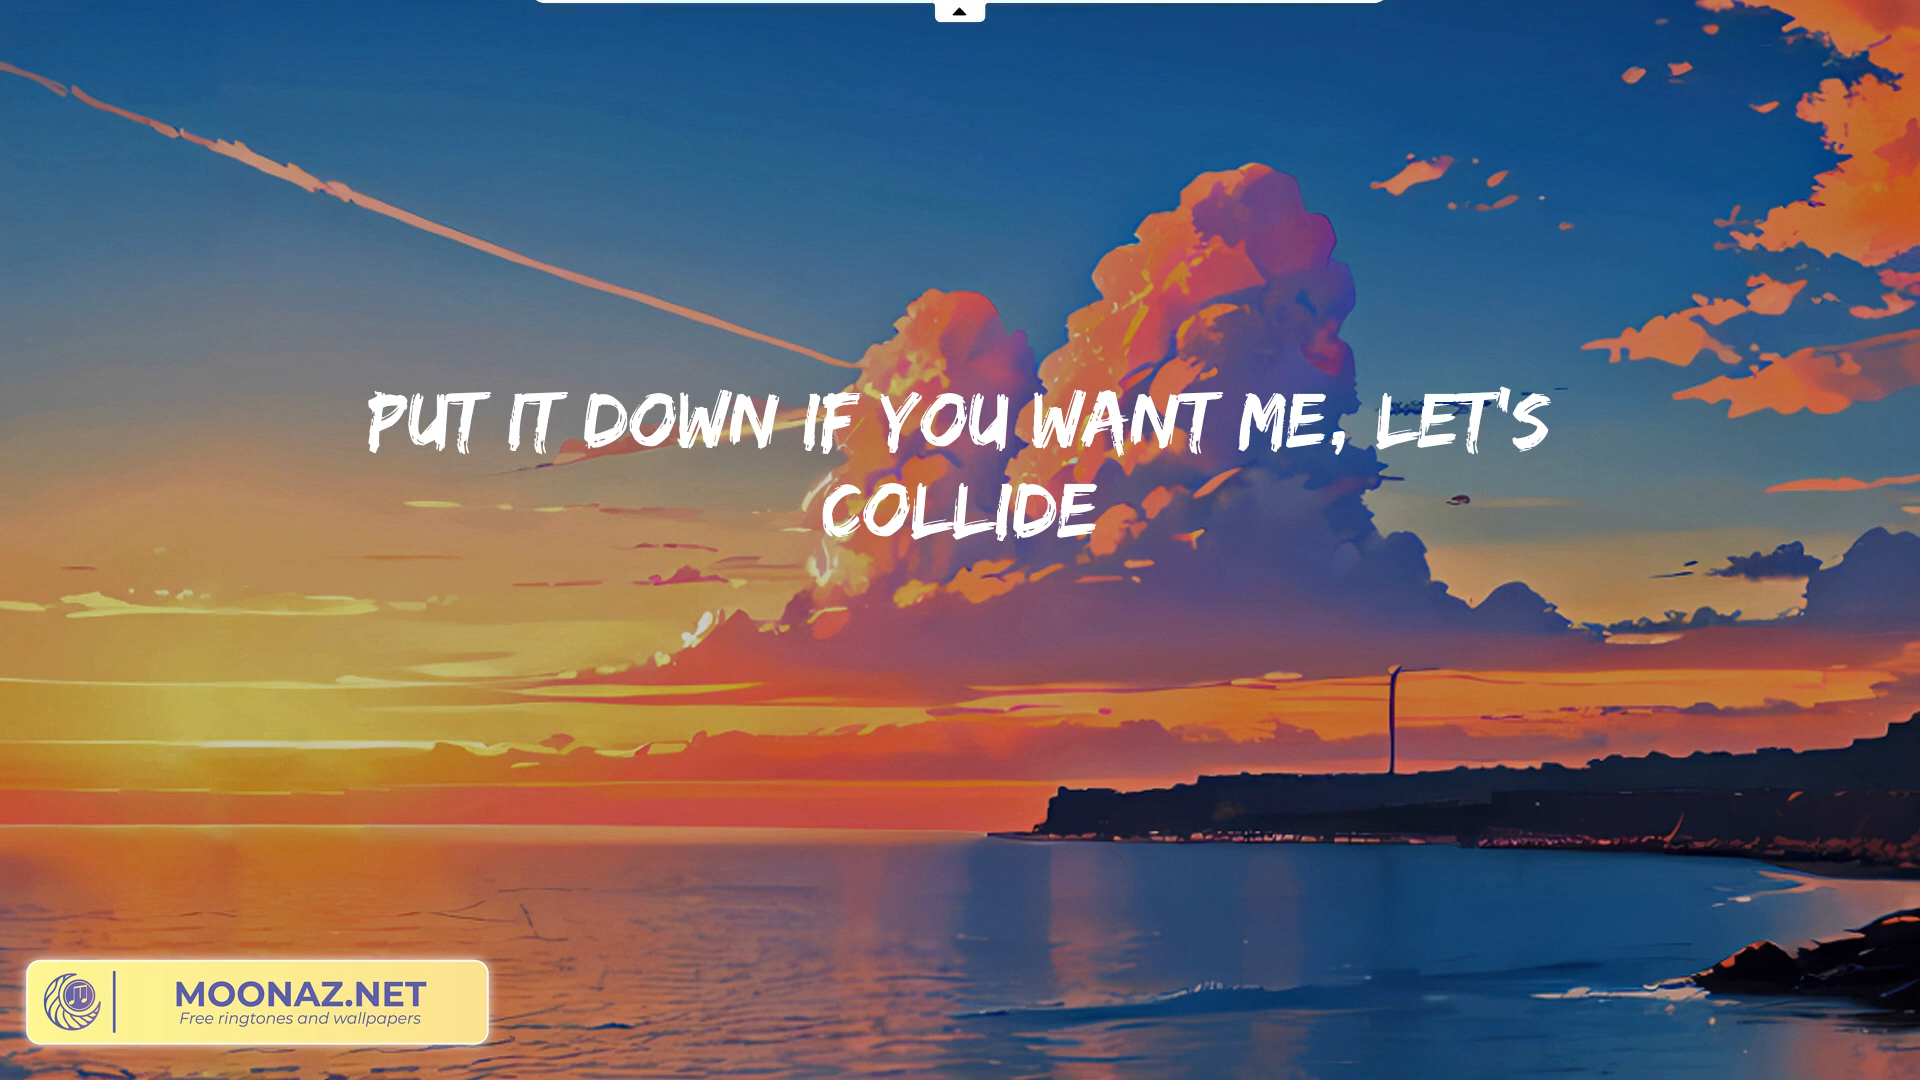 PUT IT DOWN IF YOU WANT ME, LET'S
COLLIDE
MOONAZ.NET
Free ringtones and wallpapers